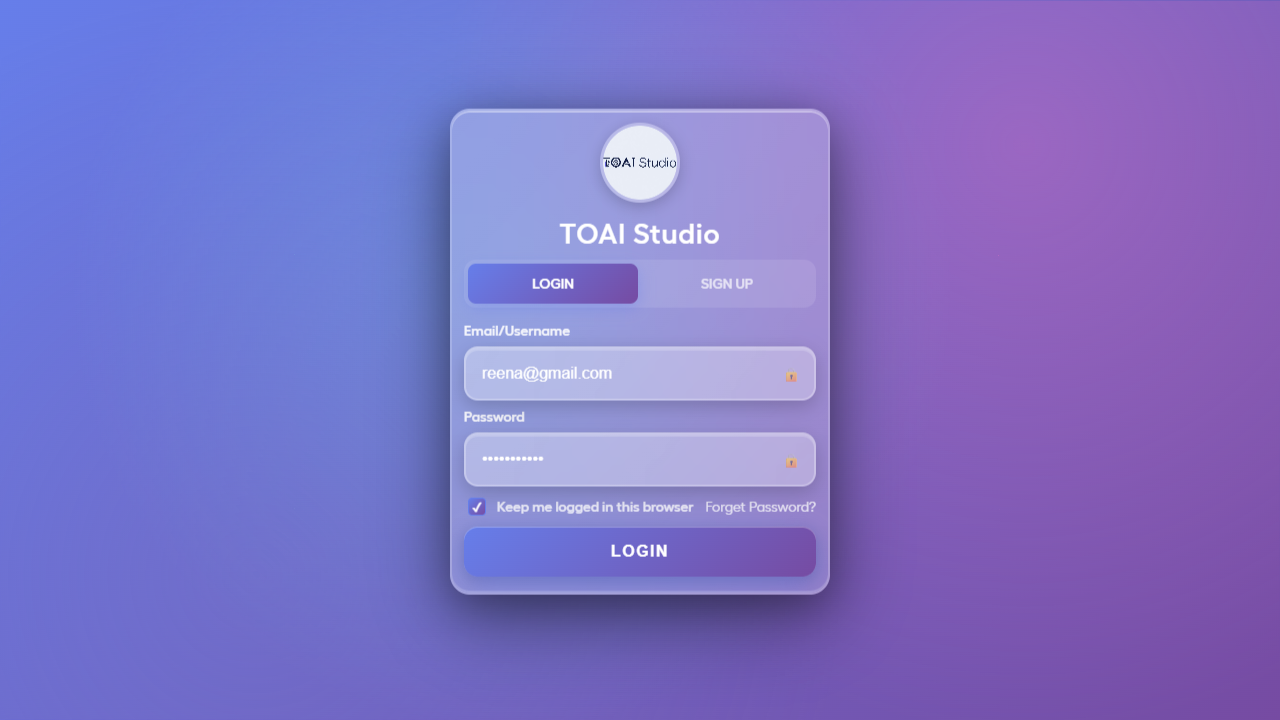 TOAI Studio
TOAI Studio
LOGIN SIGN UP
Email/Username
reena@gmail.com
Password
•••••••••••
Keep me logged in this browser Forget Password?
LOGIN